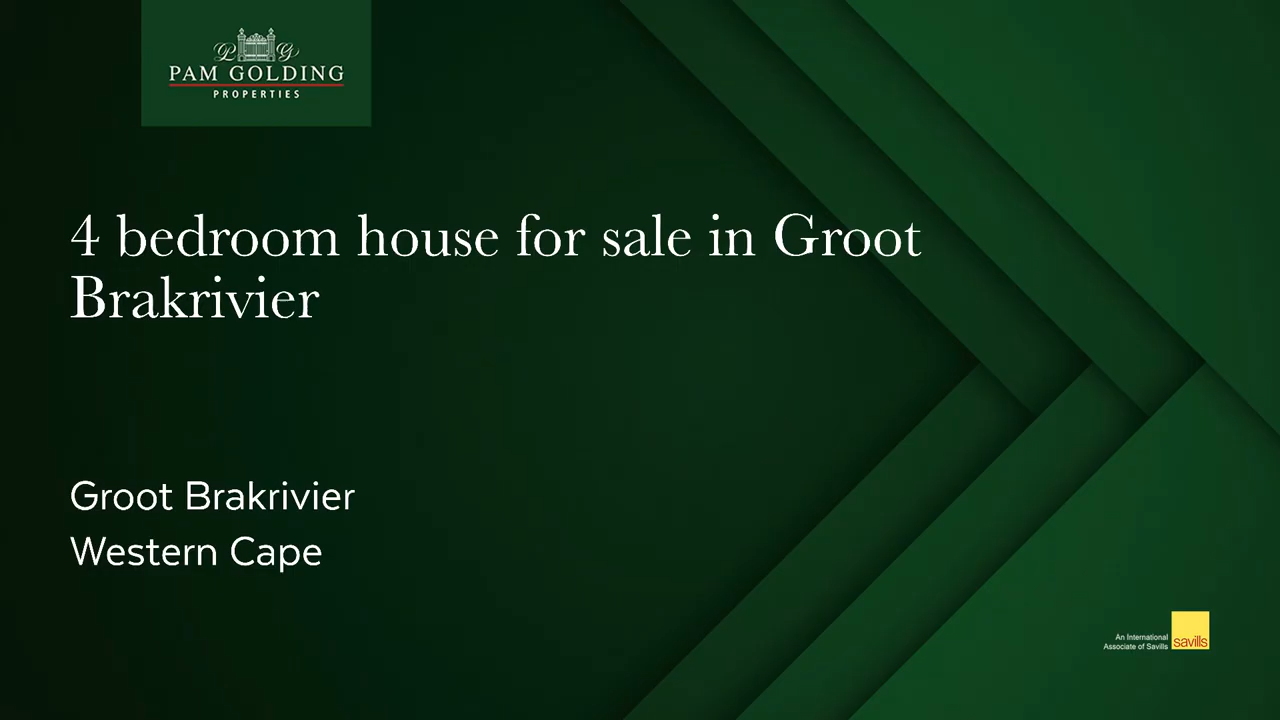 P G
PAM GOLDING
PROPERTIES
4 bedroom house for sale in Groot
Brakrivier
Groot Brakrivier
Western Cape
An International
Associate of Savills
savills